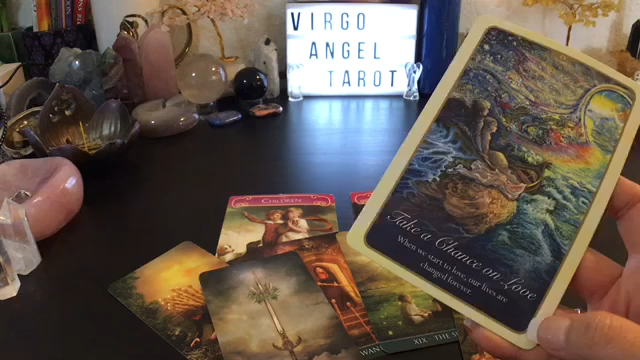 VIRGO
ANGEL
TAROT
Take a Chance on Love
When we start to love, our lives are
changed forever.
CHILDREN
WAN
XIX • THE S